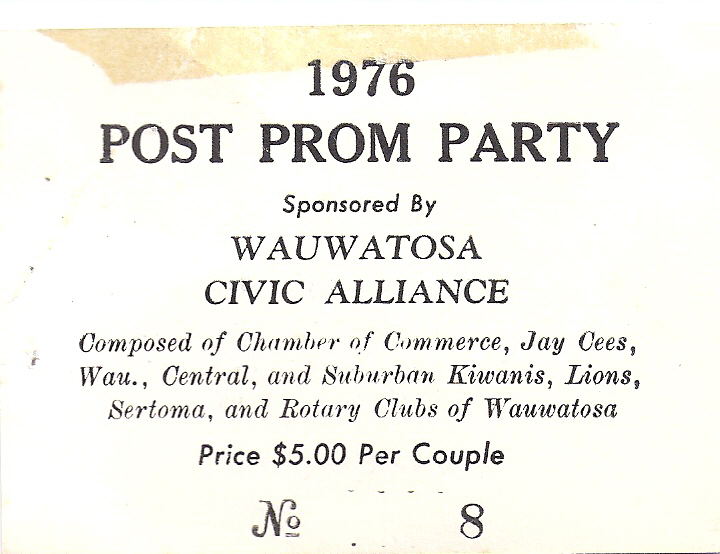 1976
POST PROM PARTY
Sponsored By
WAUWATOSA
CIVIC ALLIANCE
Composed of Chamber of Commerce, Jay Cees,
Wau., Central, and Suburban Kiwanis, Lions,
Sertoma, and Rotary Clubs of Wauwatosa
Price $5.00 Per Couple
No 8